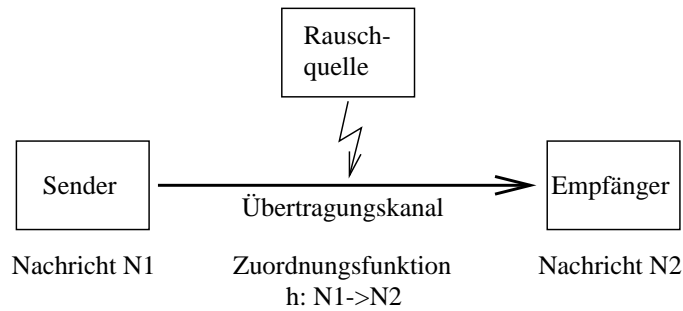 Rausch-
quelle
Sender
Empfänger
Übertragungskanal
Nachricht N1
Zuordnungsfunktion
Nachricht N2
h: N1->N2